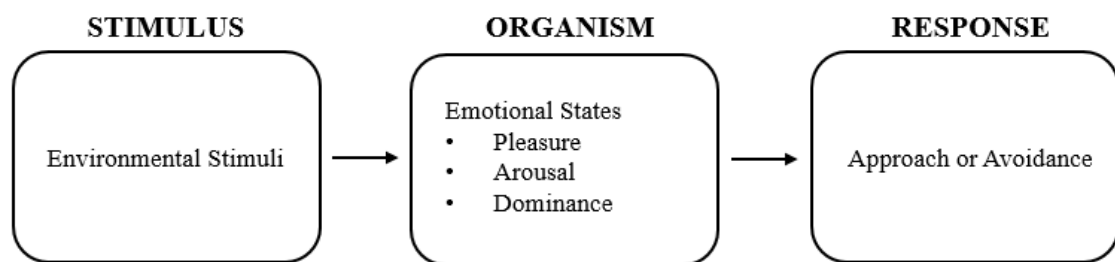 STIMULUS
ORGANISM
RESPONSE
Environmental Stimuli
Emotional States
• Pleasure
• Arousal
• Dominance
Approach or Avoidance